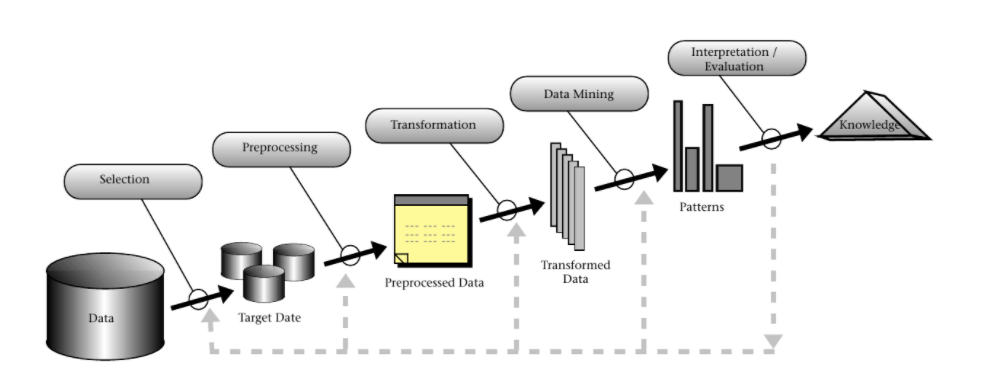 Interpretation /
Evaluation
Data Mining
Transformation
Preprocessing
Selection
Knowledge
Patterns
Transformed
Data
Preprocessed Data
Target Date
Data
--- --- ---
--- --- ---
--- --- ---